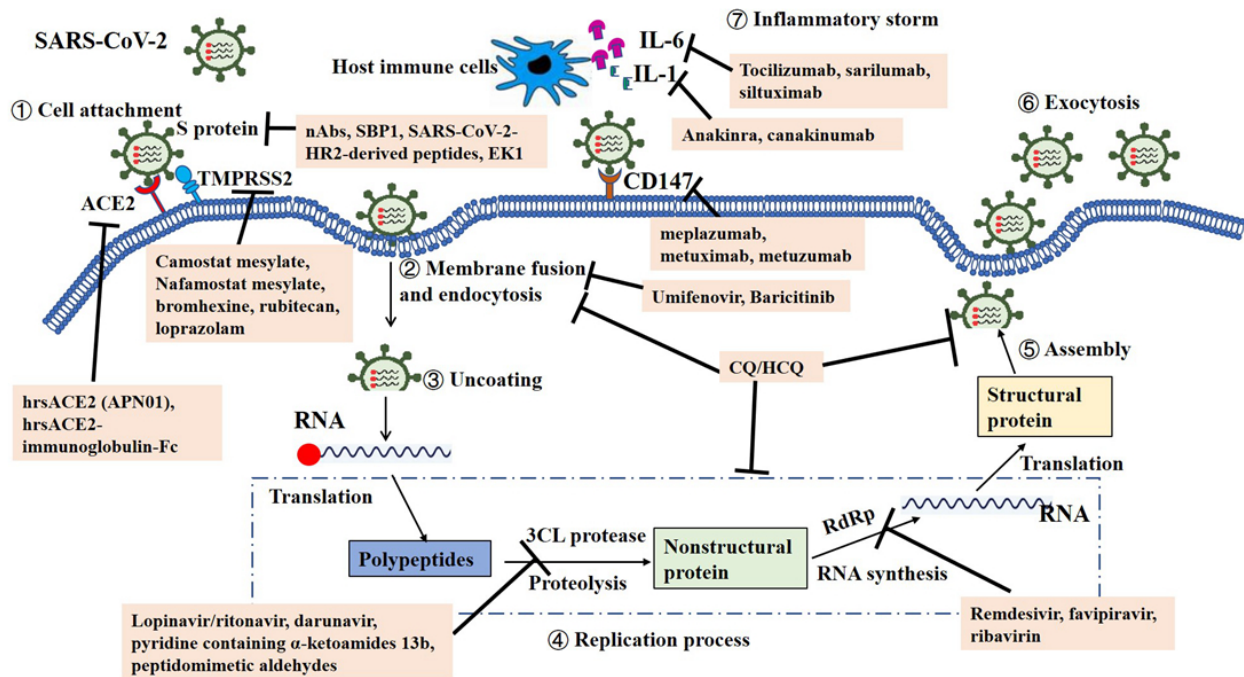 SARS-CoV-2
⑦ Inflammatory storm
Host immune cells
IL-6
IL-1
Tocilizumab, sarilumab,
siltuximab
Anakinra, canakinumab
⑥ Exocytosis
① Cell attachment
S protein
nAbs, SBP1, SARS-CoV-2-
HR2-derived peptides, EK1
TMPRSS2
ACE2
CD147
Camostat mesylate,
Nafamostat mesylate,
bromhexine, rubitecan,
loprazolam
② Membrane fusion
and endocytosis
meplazumab,
metuximab, metuzumab
Umifenovir, Baricitinib
CQ/HCQ
⑤ Assembly
③ Uncoating
hrsACE2 (APN01),
hrsACE2-
immunoglobulin-Fc
RNA
Structural
protein
Translation
Translation
RNA
Polypeptides
3CL protease
Proteolysis
Nonstructural
protein
RdRp
RNA synthesis
Lopinavir/ritonavir, darunavir,
pyridine containing α-ketoamides 13b,
peptidomimetic aldehydes
④ Replication process
Remdesivir, favipiravir,
ribavirin